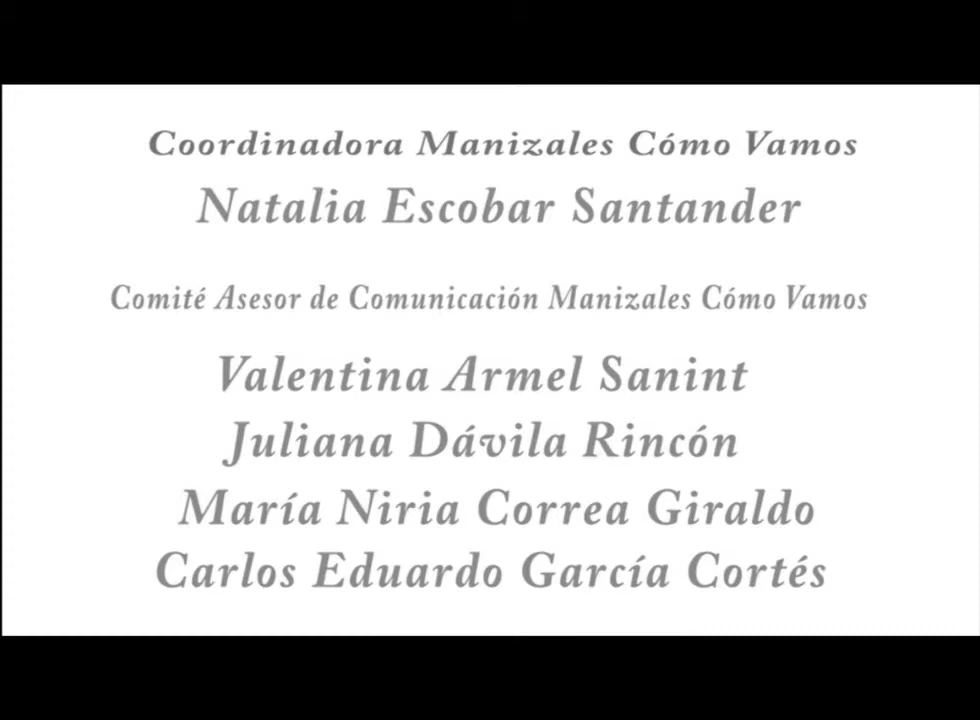 Coordinadora Manizales Cómo Vamos
Natalia Escobar Santander
Comité Asesor de Comunicación Manizales Cómo Vamos
Valentina Armel Sanint
Juliana Dávila Rincón
María Niria Correa Giraldo
Carlos Eduardo García Cortés